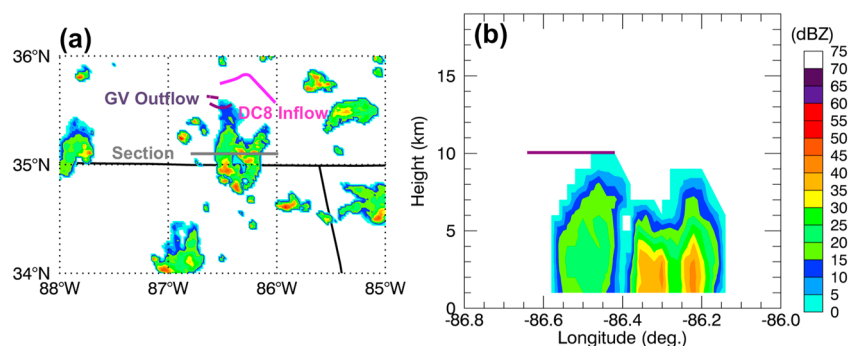 (a)
36°N
35°N
34°N
88°W
87°W
86°W
85°W
GV Outflow
DC8 Inflow
Section
(b)
Height (km)
15
10
5
0
-86.8
-86.6
-86.4
-86.2
-86.0
Longitude (deg.)
(dBZ)
75
70
65
60
55
50
45
40
35
30
25
20
15
10
5
0